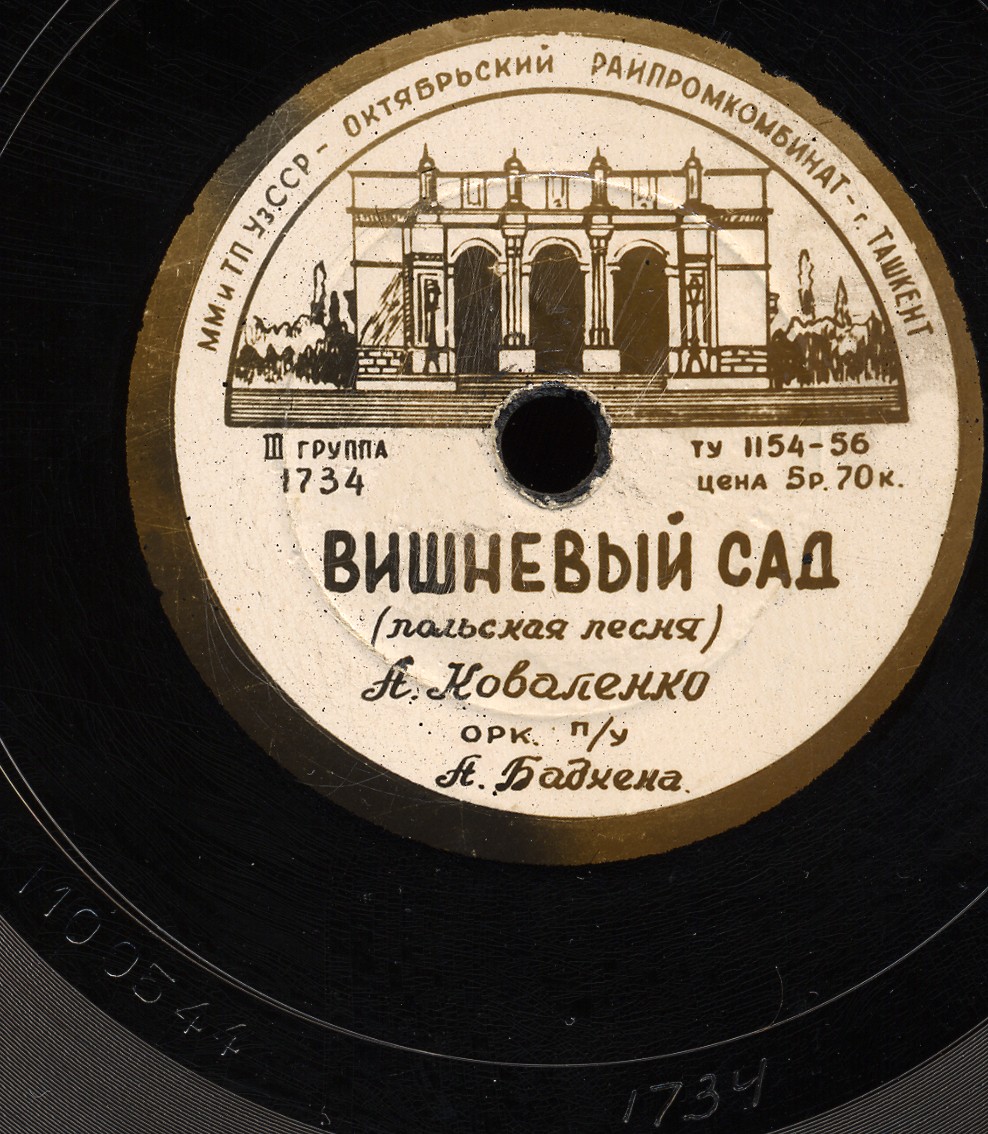 ММ и ТП УзССР - ОКТЯБРЬСКИЙ РАЙПРОМКОМБИНАТ - г. ТАШКЕНТ
III ГРУППА
1734
ТУ 1154-56
ЦЕНА 5Р. 70 К.
ВИШНЕВЫЙ САД
(польская песня)
А. Коваленко
ОРК. П/У
А. Бадхена.
1734